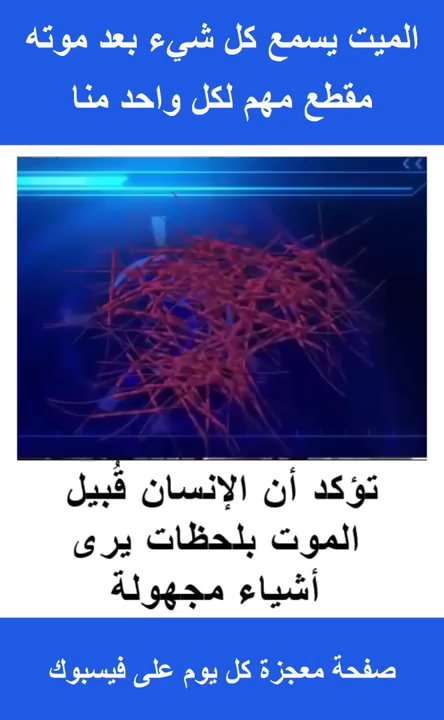 الميت يسمع كل شيء بعد موته
مقطع مهم لكل واحد منا
تؤكد أن الإنسان قُبيل
الموت بلحظات يرى
أشياء مجهولة
صفحة معجزة كل يوم على فيسبوك